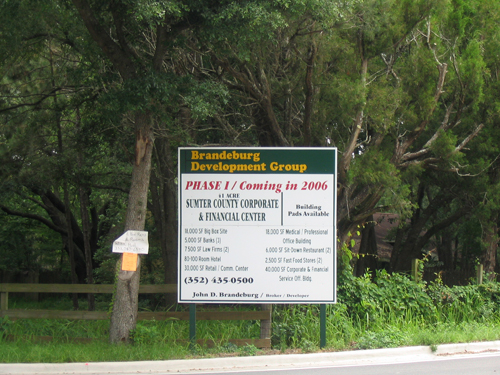 Brandeburg
Development Group
PHASE 1 / Coming in 2006
41 ACRE
SUMTER COUNTY CORPORATE
& FINANCIAL CENTER
Building
Pads Available
18,000 SF Big Box Site
5,000 SF Banks (3)
7,500 SF Law Firms (2)
80-100 Room Hotel
30,000 SF Retail / Comm. Center
18,300 SF Medical / Professional
Office Building
6,000 SF Sit Down Restaurant (2)
2,500 SF Fast Food Stores (2)
40,000 SF Corporate & Financial
Service Off. Bldg.
(352) 435-0500
John D. Brandeburg / Broker / Developer